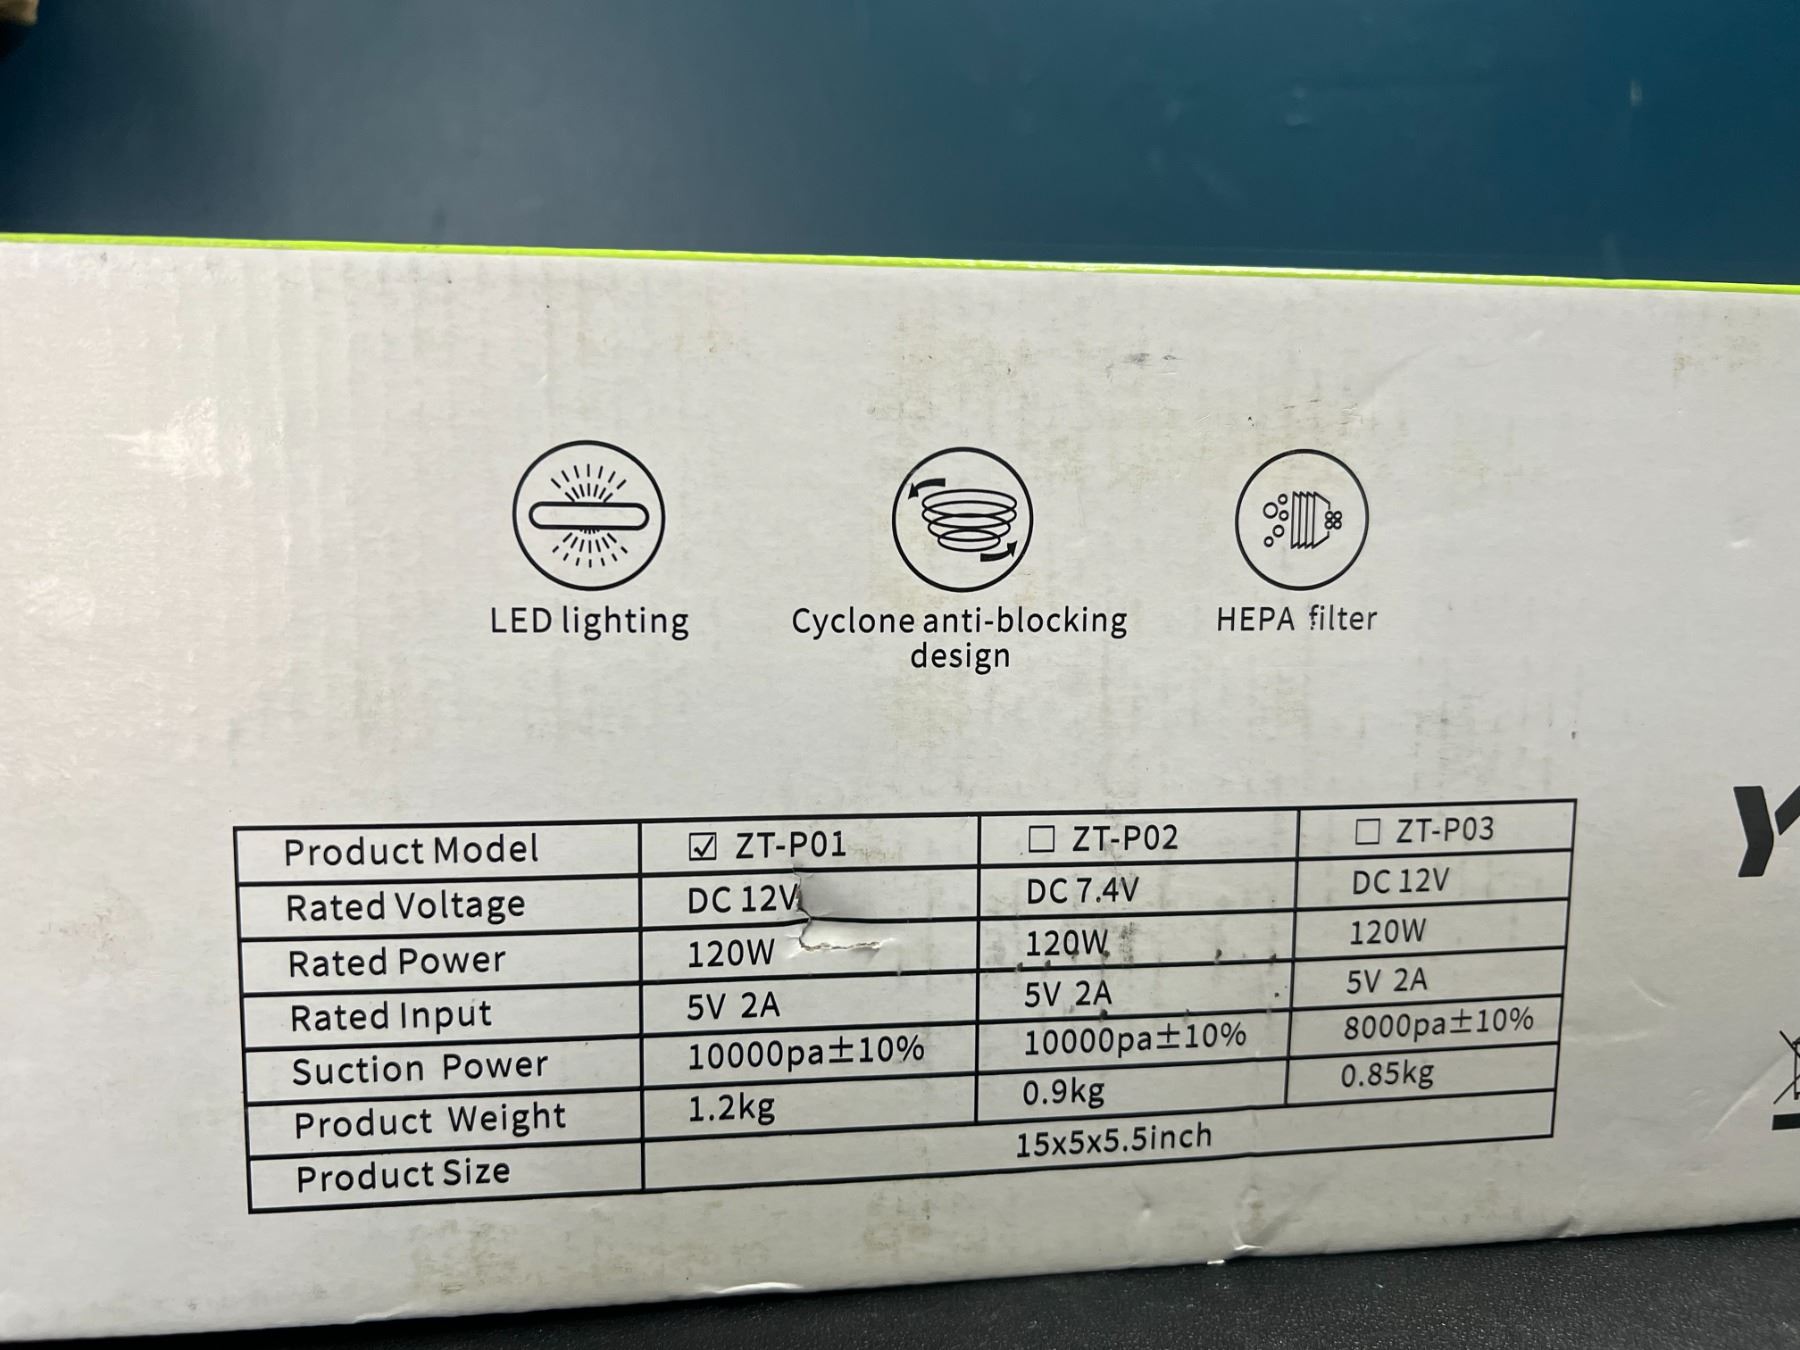 LED lighting
Cyclone anti-blocking
design
HEPA filter
Product Model ☑ ZT-P01 ☐ ZT-P02 ☐ ZT-P03
Rated Voltage DC 12V DC 7.4V DC 12V
Rated Power 120W 120W 120W
Rated Input 5V 2A 5V 2A 5V 2A
Suction Power 10000pa±10% 10000pa±10% 8000pa±10%
Product Weight 1.2kg 0.9kg 0.85kg
Product Size 15x5x5.5inch